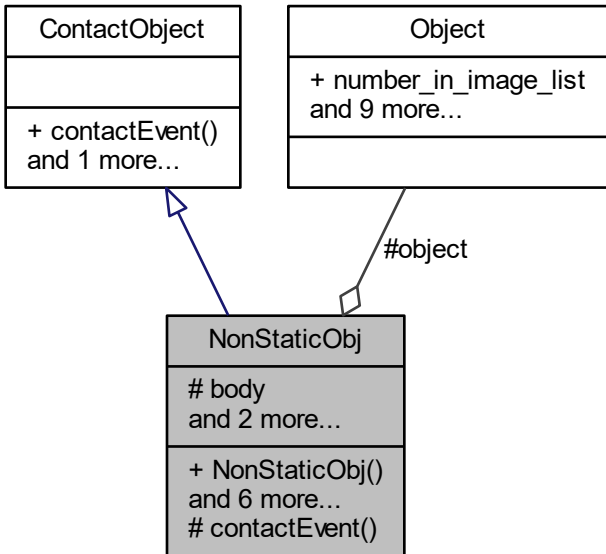 ContactObject
+ contactEvent()
and 1 more...
Object
+ number_in_image_list
and 9 more...
#object
NonStaticObj
# body
and 2 more...
+ NonStaticObj()
and 6 more...
# contactEvent()